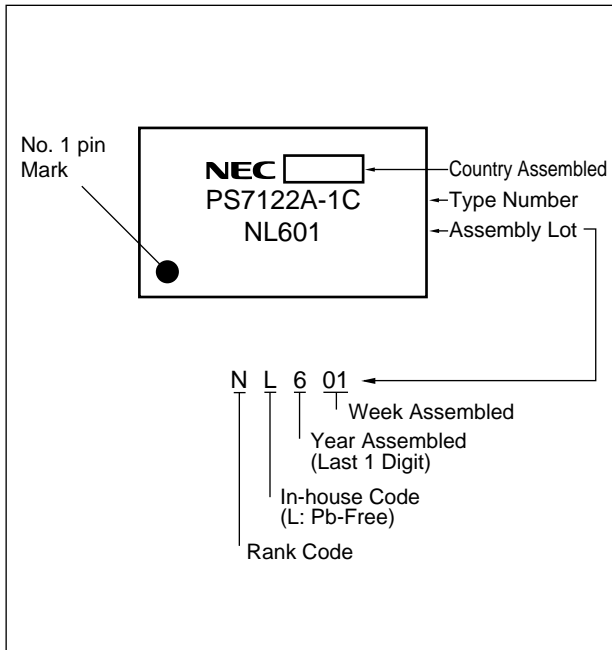 No. 1 pin
Mark
NEC
Country Assembled
PS7122A-1C
Type Number
NL601
Assembly Lot
N L 6 01
Week Assembled
Year Assembled
(Last 1 Digit)
In-house Code
(L: Pb-Free)
Rank Code